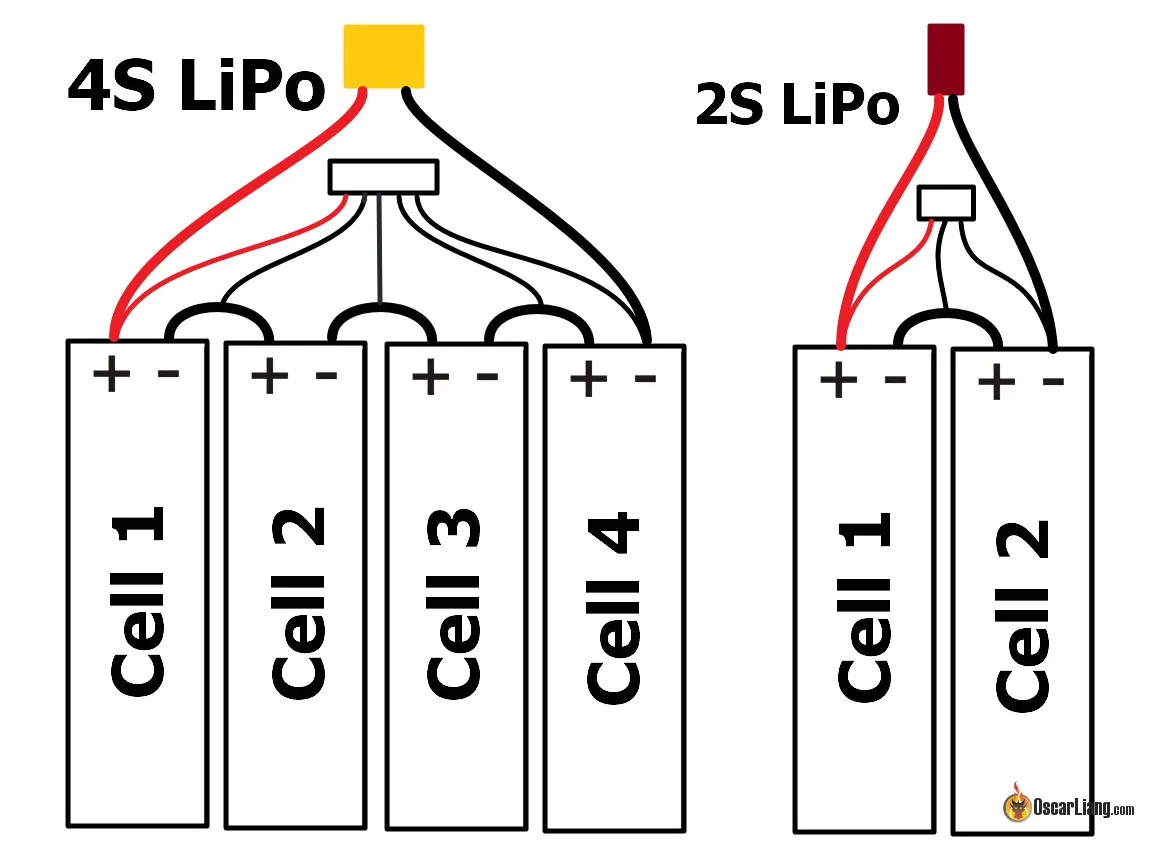 4S LiPo
2S LiPo
+ - + - + - + -
+ - + -
Cell 1
Cell 2
Cell 3
Cell 4
Cell 1
Cell 2
OscarLiang.com